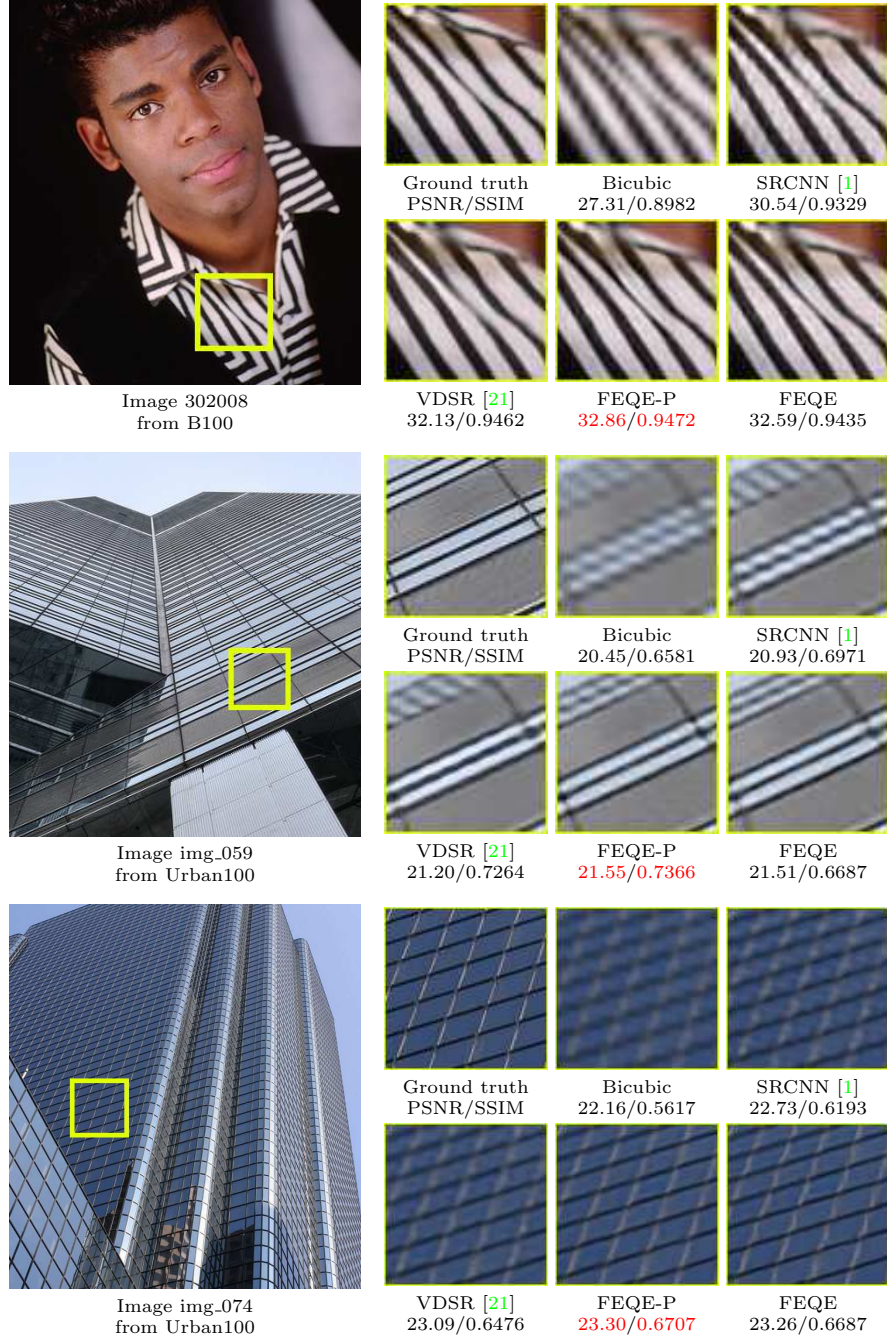 Ground truth
PSNR/SSIM
Bicubic
27.31/0.8982
SRCNN [1]
30.54/0.9329
Image 302008
from B100
VDSR [21]
32.13/0.9462
FEQE-P
32.86/0.9472
FEQE
32.59/0.9435
Ground truth
PSNR/SSIM
Bicubic
20.45/0.6581
SRCNN [1]
20.93/0.6971
Image img_059
from Urban100
VDSR [21]
21.20/0.7264
FEQE-P
21.55/0.7366
FEQE
21.51/0.6687
Ground truth
PSNR/SSIM
Bicubic
22.16/0.5617
SRCNN [1]
22.73/0.6193
Image img_074
from Urban100
VDSR [21]
23.09/0.6476
FEQE-P
23.30/0.6707
FEQE
23.26/0.6687